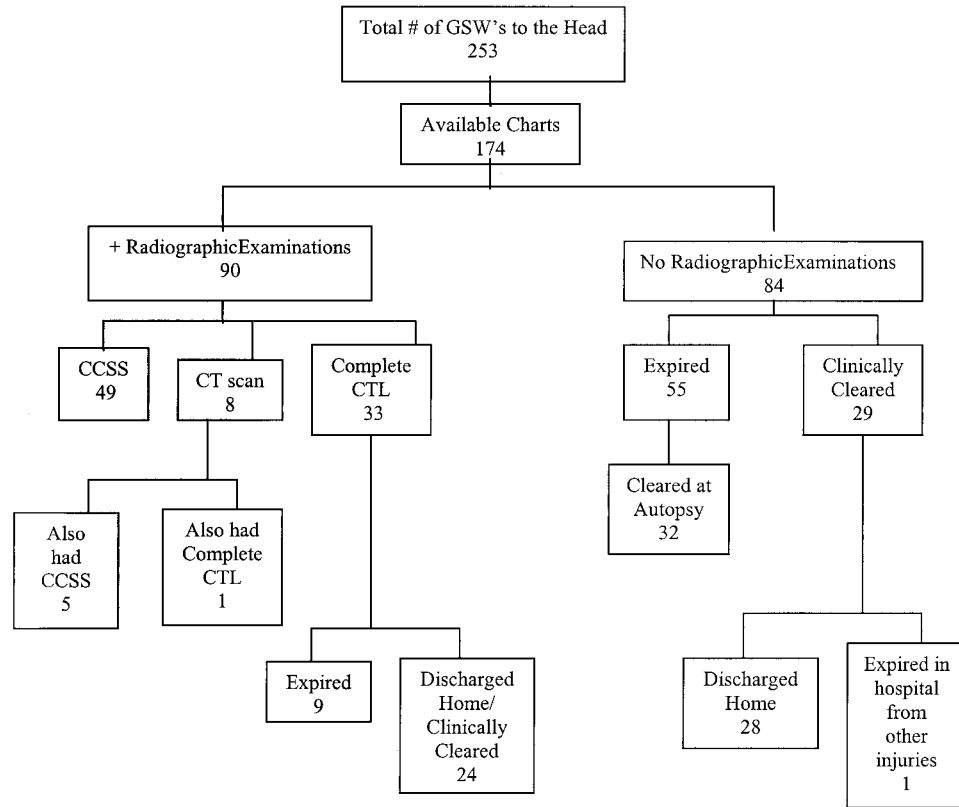 Total # of GSW's to the Head
253
Available Charts
174
+ RadiographicExaminations
90
No RadiographicExaminations
84
CCSS
49
CT scan
8
Complete
CTL
33
Expired
55
Clinically
Cleared
29
Also
had
CCSS
5
Also had
Complete
CTL
1
Cleared at
Autopsy
32
Expired
9
Discharged
Home/
Clinically
Cleared
24
Discharged
Home
28
Expired in
hospital
from
other
injuries
1